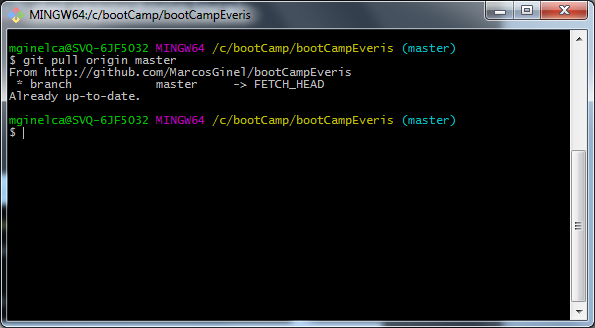 MINGW64:/c/bootCamp/bootCampEveris
mginelca@SVQ-6JF5032 MINGW64 /c/bootCamp/bootCampEveris (master)
$ git pull origin master
From http://github.com/MarcosGinel/bootCampEveris
 * branch            master     -> FETCH_HEAD
Already up-to-date.
mginelca@SVQ-6JF5032 MINGW64 /c/bootCamp/bootCampEveris (master)
$